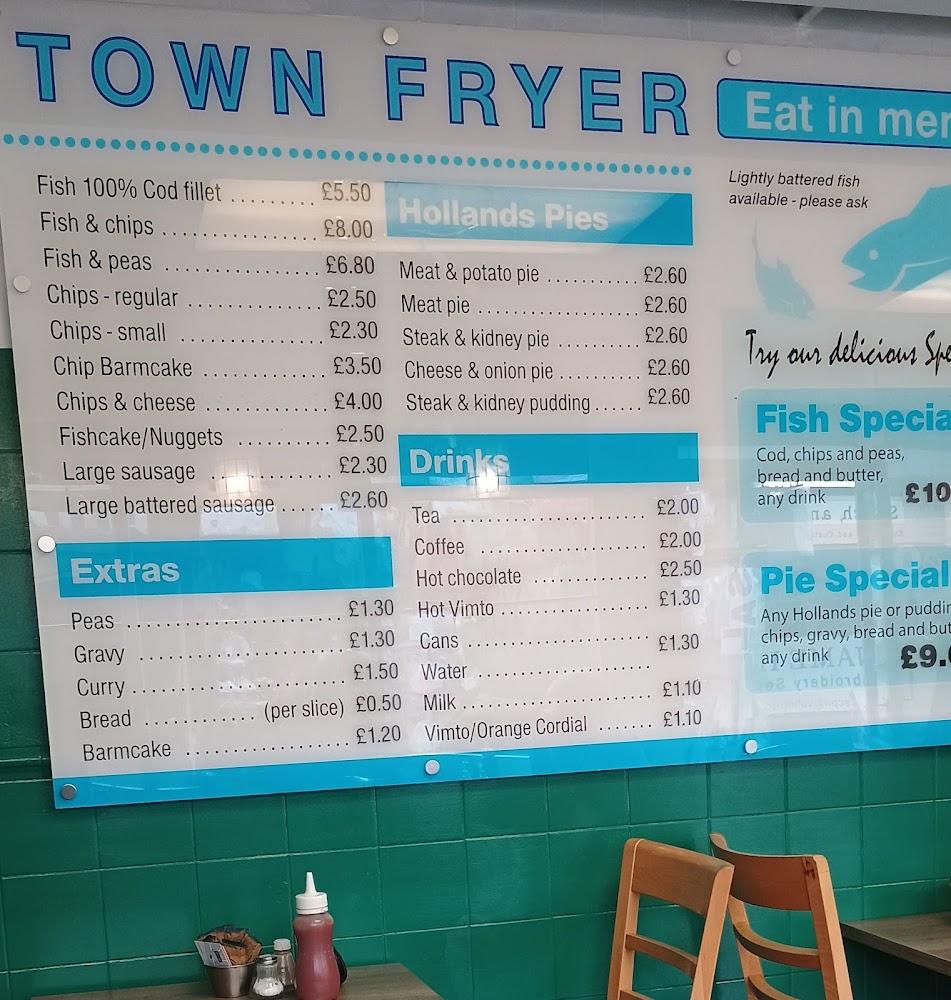 TOWN FRYER
Fish 100% Cod fillet ......... £5.50
Fish & chips ................. £8.00
Fish & peas ................. £6.80
Chips - regular ............... £2.50
Chips - small ................ £2.30
Chip Barmcake ............. £3.50
Chips & cheese ............. £4.00
Fishcake/Nuggets .......... £2.50
Large sausage .............. £2.30
Large battered sausage ...... £2.60
Extras
Peas ........................ £1.30
Gravy ....................... £1.30
Curry ....................... £1.50
Bread ............ (per slice) £0.50
Barmcake .................. £1.20
Hollands Pies
Meat & potato pie .......... £2.60
Meat pie .................. £2.60
Steak & kidney pie ......... £2.60
Cheese & onion pie ......... £2.60
Steak & kidney pudding ...... £2.60
Drinks
Tea ........................ £2.00
Coffee ..................... £2.00
Hot chocolate .............. £2.50
Hot Vimto .................. £1.30
Cans ....................... £1.30
Water ......................
Milk ....................... £1.10
Vimto/Orange Cordial ...... £1.10
Eat in
Lightly battered fish
available - please ask
Try our delicious
Fish
Cod, chips and peas,
bread and butter,
any drink £10
Pie Special
Any Hollands pie or
chips, gravy, bread and
any drink